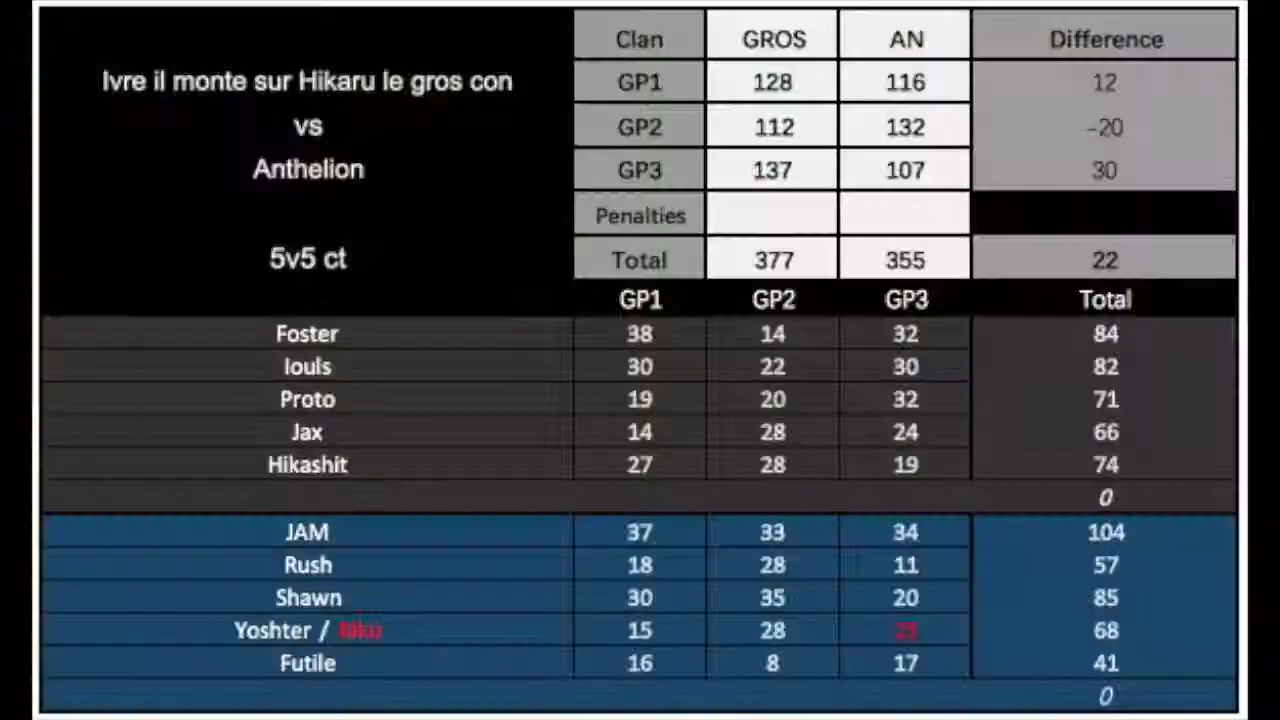 Clan GROS AN Difference
Ivre il monte sur Hikaru le gros con GP1 128 116 12
vs GP2 112 132 -20
Anthelion GP3 137 107 30
Penalties
5v5 ct Total 377 355 22
GP1 GP2 GP3 Total
Foster 38 14 32 84
louls 30 22 30 82
Proto 19 20 32 71
Jax 14 28 24 66
Hikashit 27 28 19 74
0
JAM 37 33 34 104
Rush 18 28 11 57
Shawn 30 35 20 85
Yoshter / 15 28 25 68
Futile 16 8 17 41
0